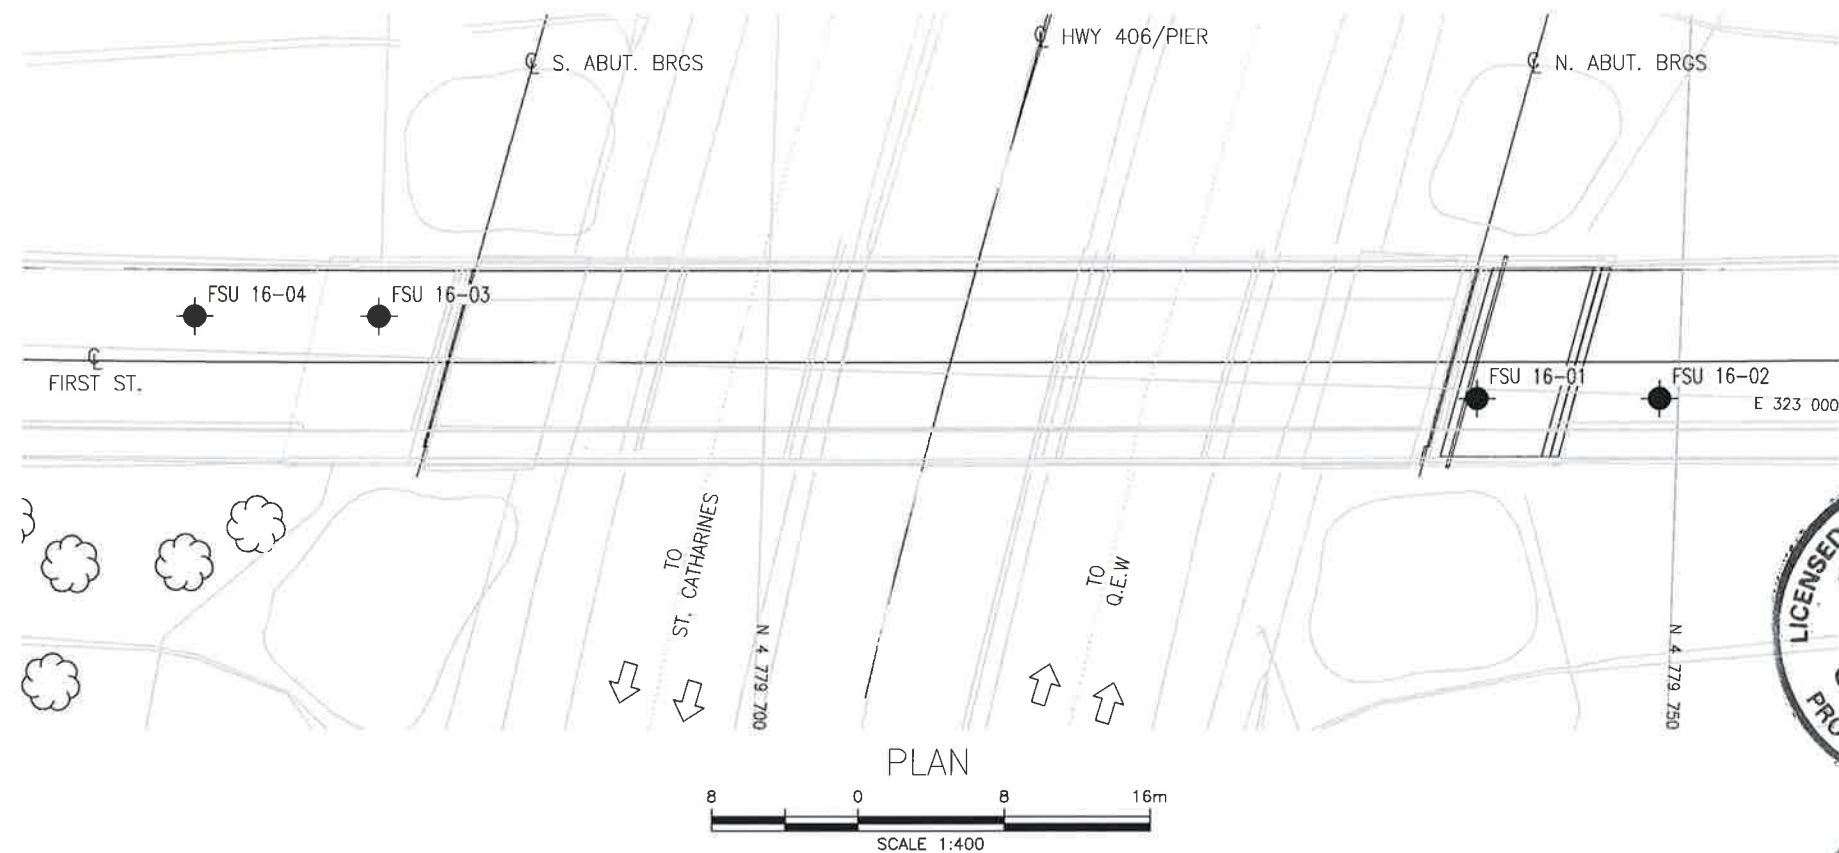 ℄ HWY 406/PIER
℄ S. ABUT. BRGS
℄ N. ABUT. BRGS
FSU 16-04
FSU 16-03
℄
FIRST ST.
FSU 16-01
FSU 16-02
E 323 000
TO
ST. CATHARINES
TO
Q.E.W
N 4 779 700
N 4 779 750
LICENSED
PRO
PLAN
8 0 8 16m
SCALE 1:400